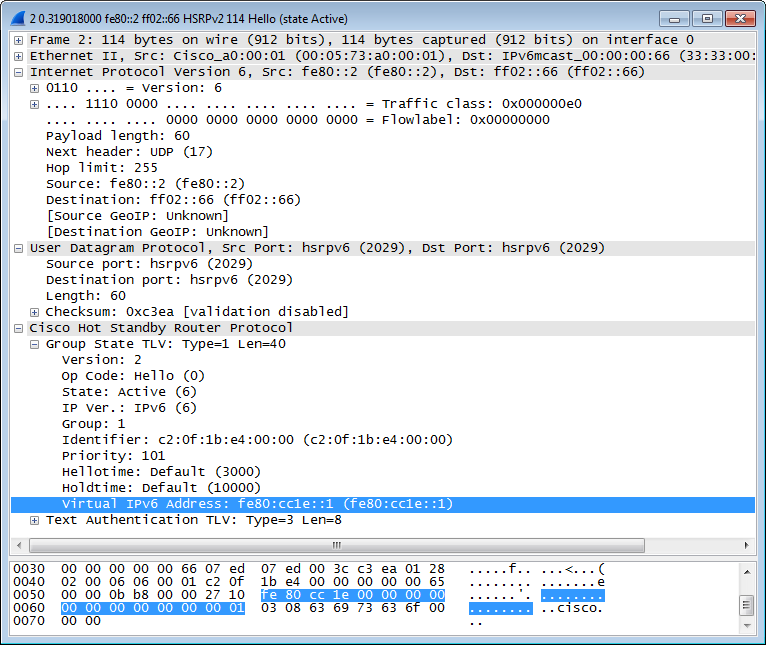 2 0.319018000 fe80::2 ff02::66 HSRPv2 114 Hello (state Active)
Frame 2: 114 bytes on wire (912 bits), 114 bytes captured (912 bits) on interface 0
Ethernet II, Src: Cisco_a0:00:01 (00:05:73:a0:00:01), Dst: IPv6mcast_00:00:00:66 (33:33:00:
Internet Protocol Version 6, Src: fe80::2 (fe80::2), Dst: ff02::66 (ff02::66)
0110 .... = Version: 6
.... 1110 0000 .... .... .... .... .... = Traffic class: 0x000000e0
.... .... .... 0000 0000 0000 0000 0000 = Flowlabel: 0x00000000
Payload length: 60
Next header: UDP (17)
Hop limit: 255
Source: fe80::2 (fe80::2)
Destination: ff02::66 (ff02::66)
[Source GeoIP: Unknown]
[Destination GeoIP: Unknown]
User Datagram Protocol, Src Port: hsrpv6 (2029), Dst Port: hsrpv6 (2029)
Source port: hsrpv6 (2029)
Destination port: hsrpv6 (2029)
Length: 60
Checksum: 0xc3ea [validation disabled]
Cisco Hot Standby Router Protocol
Group State TLV: Type=1 Len=40
Version: 2
Op Code: Hello (0)
State: Active (6)
IP Ver.: IPv6 (6)
Group: 1
Identifier: c2:0f:1b:e4:00:00 (c2:0f:1b:e4:00:00)
Priority: 101
Hellotime: Default (3000)
Holdtime: Default (10000)
Virtual IPv6 Address: fe80:cc1e::1 (fe80:cc1e::1)
Text Authentication TLV: Type=3 Len=8
0030 00 00 00 00 00 66 07 ed 07 ed 00 3c c3 ea 01 28 .....f.. ...<...(
0040 02 00 06 06 00 01 c2 0f 1b e4 00 00 00 00 00 65 ........ .......e
0050 00 00 0b b8 00 00 27 10 fe 80 cc 1e 00 00 00 00 ......'. ........
0060 00 00 00 00 00 00 00 01 03 08 63 69 73 63 6f 00 ........ ..cisco.
0070 00 00 ..